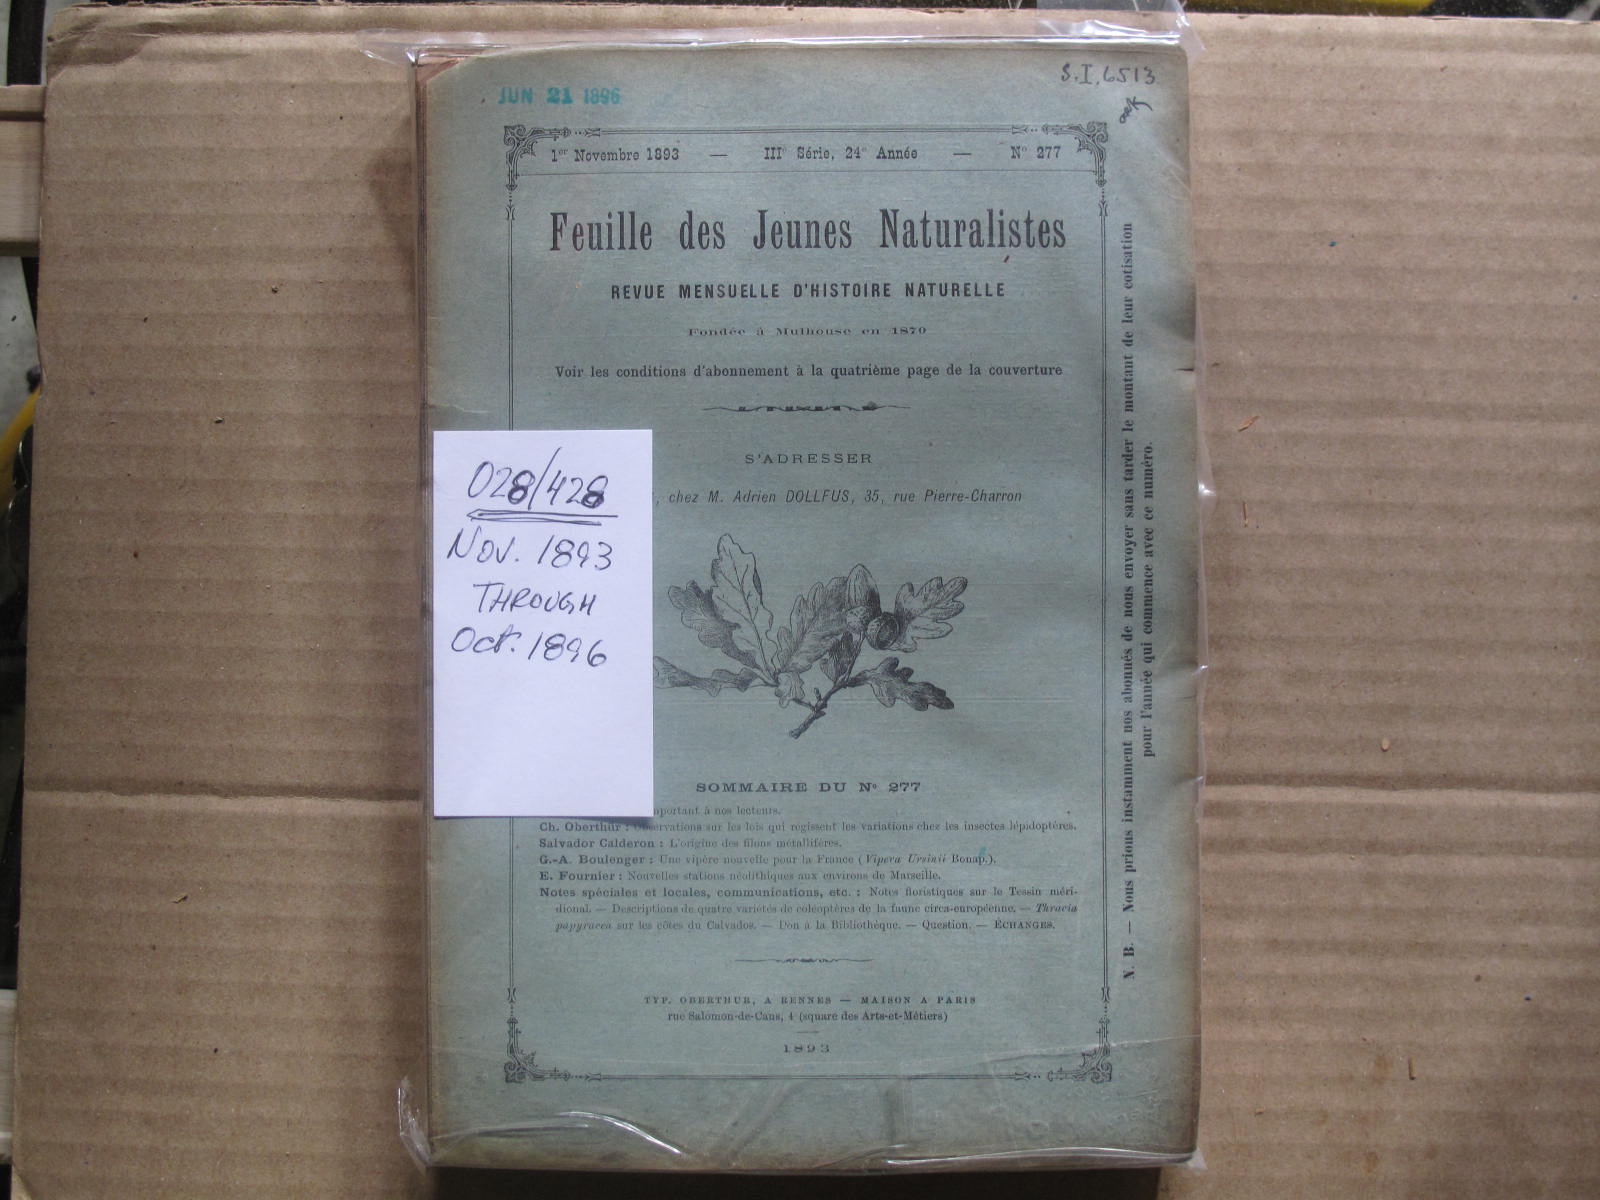 S.I.6513
JUN 21 1896
1er Novembre 1893 — IIIe Série, 24e Année — No 277
Feuille des Jeunes Naturalistes
REVUE MENSUELLE D'HISTOIRE NATURELLE
Fondée à Mulhouse en 1870
Voir les conditions d'abonnement à la quatrième page de la couverture
S'ADRESSER
, chez M. Adrien DOLLFUS, 35, rue Pierre-Charron
028/428
Nov. 1893
THROUGH
Oct. 1896
SOMMAIRE DU No 277
important à nos lecteurs.
Ch. Oberthür : Observations sur les lois qui régissent les variations chez les insectes lépidoptères.
Salvador Calderon : L'origine des filons métallifères.
G.-A. Boulenger : Une vipère nouvelle pour la France (Vipera Ursinii Bonap.).
E. Fournier : Nouvelles stations néolithiques aux environs de Marseille.
Notes spéciales et locales, communications, etc. : Notes floristiques sur le Tessin méri-
dional. — Descriptions de quatre variétés de coléoptères de la faune circa-européenne. — Thracia
papyracea sur les côtes du Calvados. — Don à la Bibliothèque. — Question. — ÉCHANGES.
TYP. OBERTHUR, A RENNES — MAISON A PARIS
rue Salomon-de-Caus, 4 (square des Arts-et-Métiers)
1893
N. B. — Nous prions instamment nos abonnés de nous envoyer sans tarder le montant de leur cotisation
pour l'année qui commence avec ce numéro.